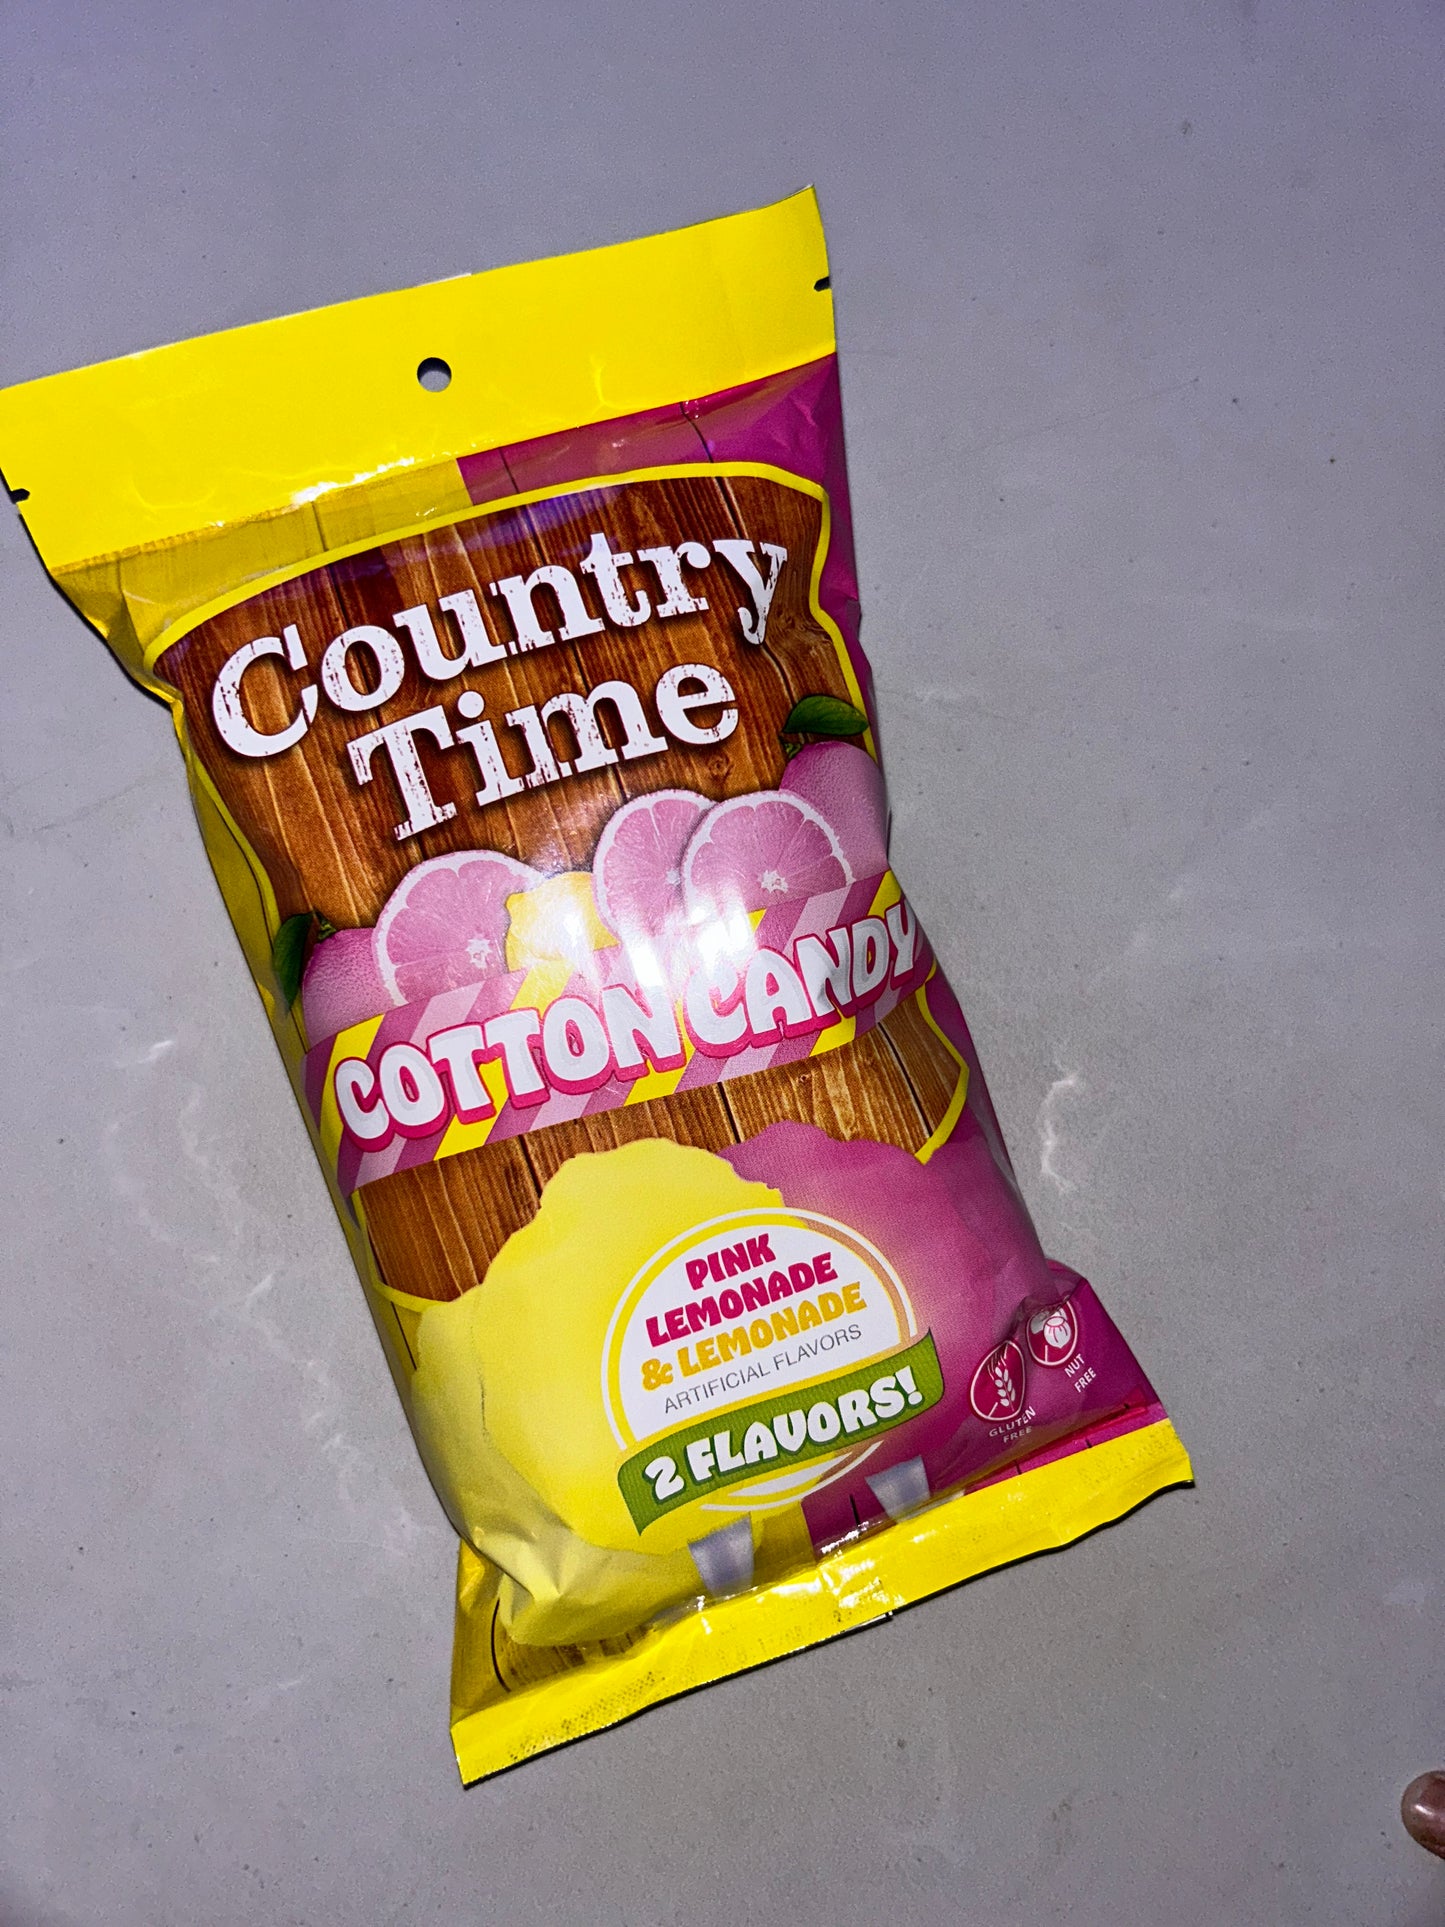 Country
Time
COTTON CANDY
PINK
LEMONADE
& LEMONADE
ARTIFICIAL FLAVORS
2 FLAVORS!
GLUTEN
FREE
NUT
FREE